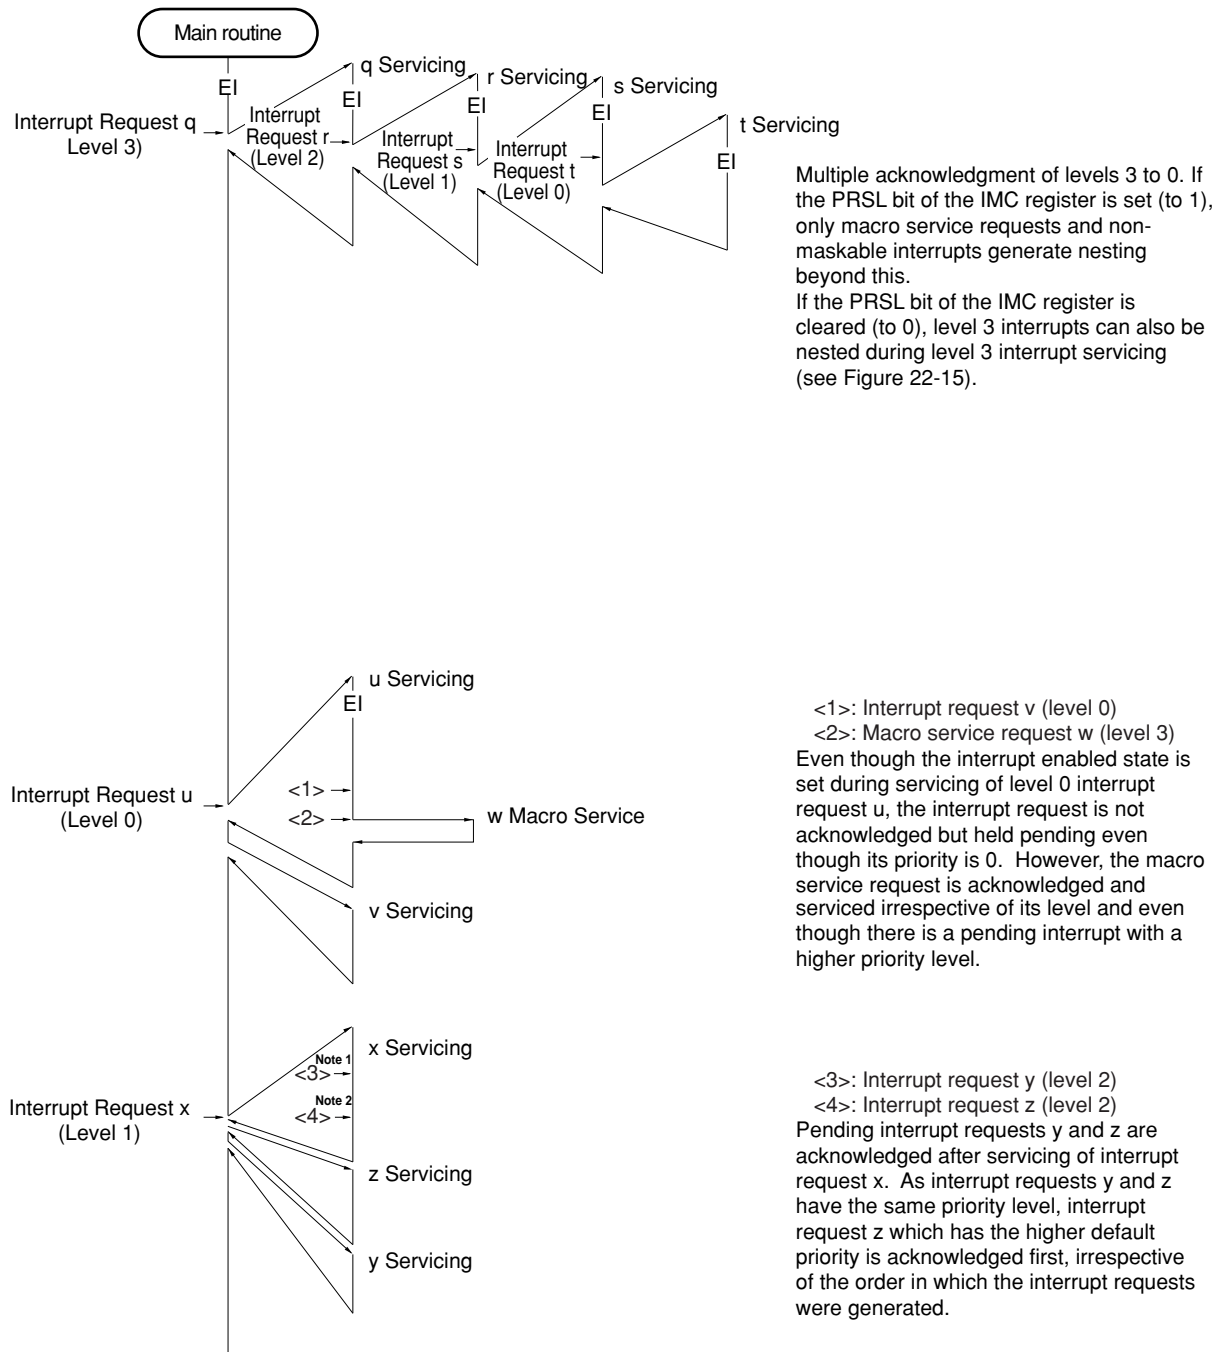 Main routine
EI
q Servicing
EI
r Servicing
EI
s Servicing
EI
t Servicing
EI
Interrupt Request q
Level 3)
Interrupt
Request r
(Level 2)
Interrupt
Request s
(Level 1)
Interrupt
Request t
(Level 0)
Multiple acknowledgment of levels 3 to 0. If
the PRSL bit of the IMC register is set (to 1),
only macro service requests and non-
maskable interrupts generate nesting
beyond this.
If the PRSL bit of the IMC register is
cleared (to 0), level 3 interrupts can also be
nested during level 3 interrupt servicing
(see Figure 22-15).
u Servicing
EI
Interrupt Request u
(Level 0)
<1>
<2>
w Macro Service
v Servicing
<1>: Interrupt request v (level 0)
<2>: Macro service request w (level 3)
Even though the interrupt enabled state is
set during servicing of level 0 interrupt
request u, the interrupt request is not
acknowledged but held pending even
though its priority is 0. However, the macro
service request is acknowledged and
serviced irrespective of its level and even
though there is a pending interrupt with a
higher priority level.
x Servicing
Note 1
<3>
Note 2
<4>
Interrupt Request x
(Level 1)
z Servicing
y Servicing
<3>: Interrupt request y (level 2)
<4>: Interrupt request z (level 2)
Pending interrupt requests y and z are
acknowledged after servicing of interrupt
request x. As interrupt requests y and z
have the same priority level, interrupt
request z which has the higher default
priority is acknowledged first, irrespective
of the order in which the interrupt requests
were generated.